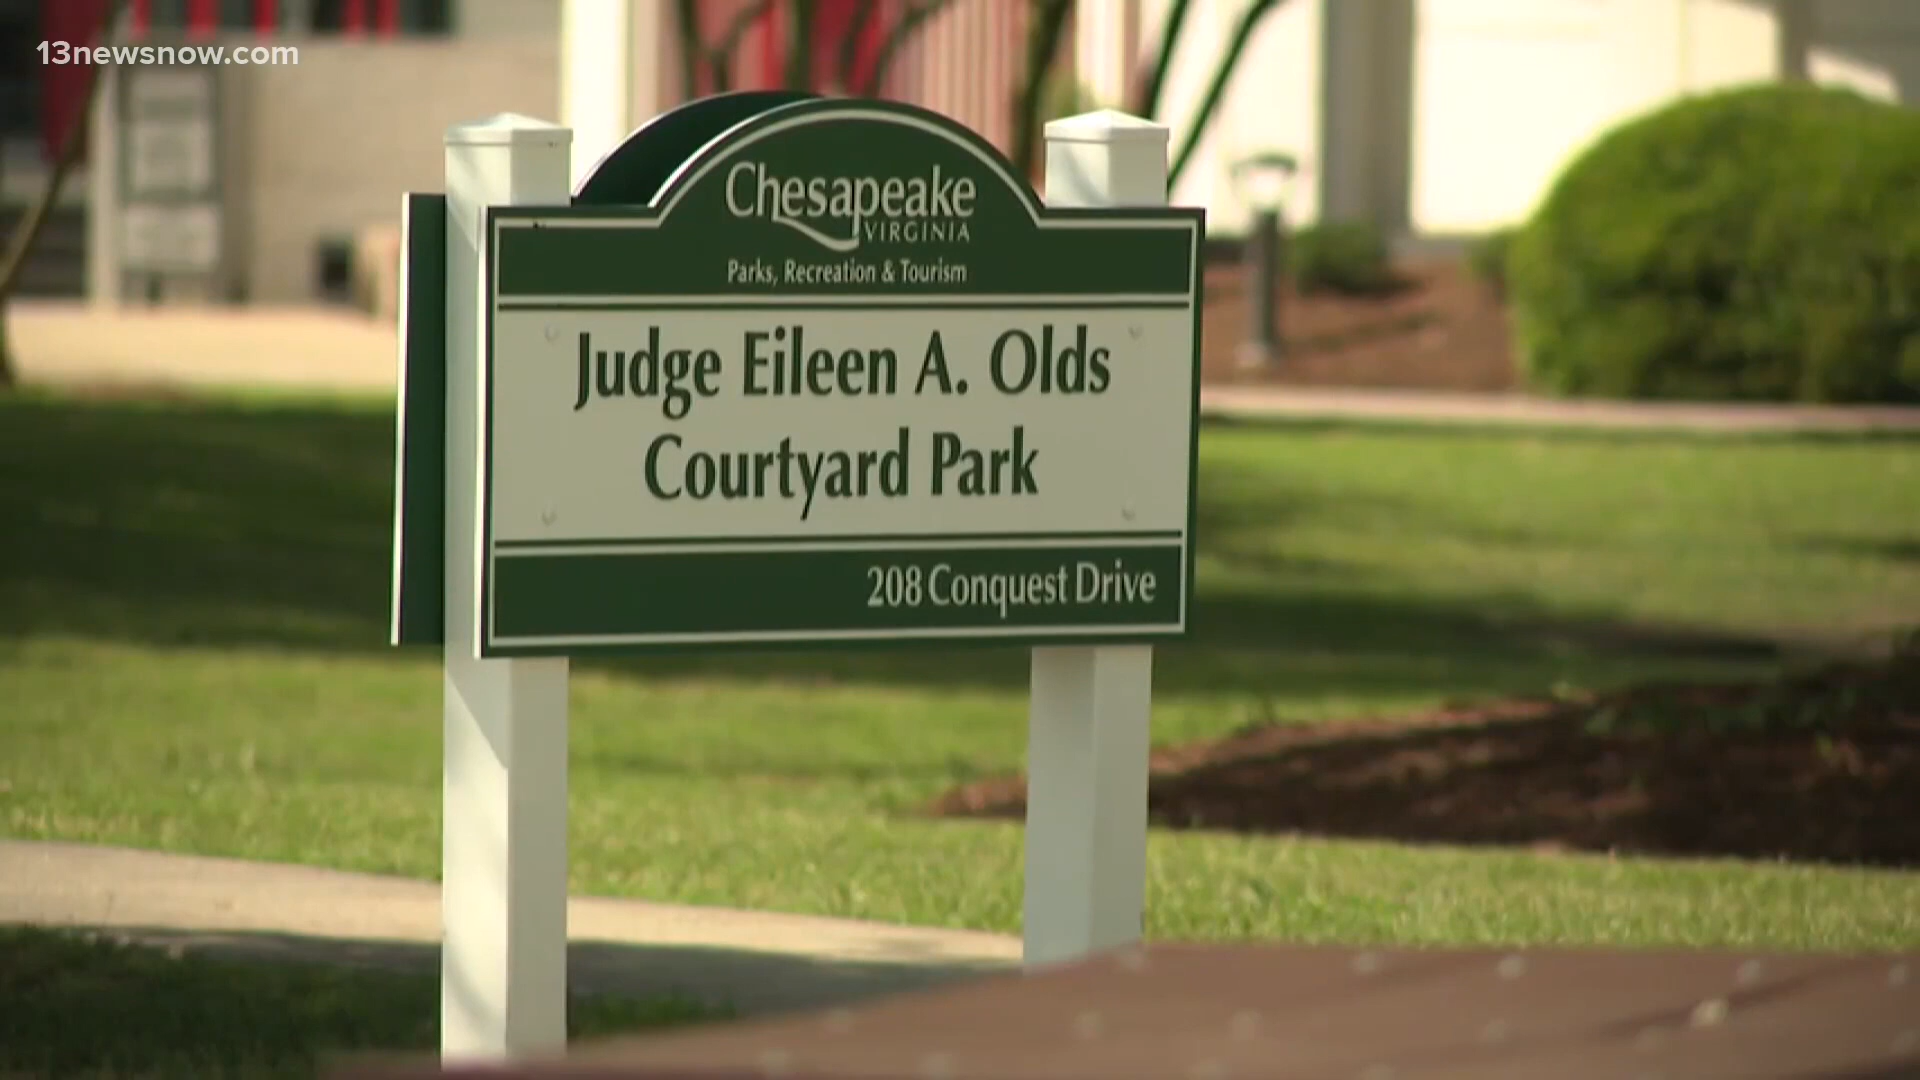 13newsnow.com
Chesapeake
VIRGINIA
Parks, Recreation & Tourism
Judge Eileen A. Olds
Courtyard Park
208 Conquest Drive